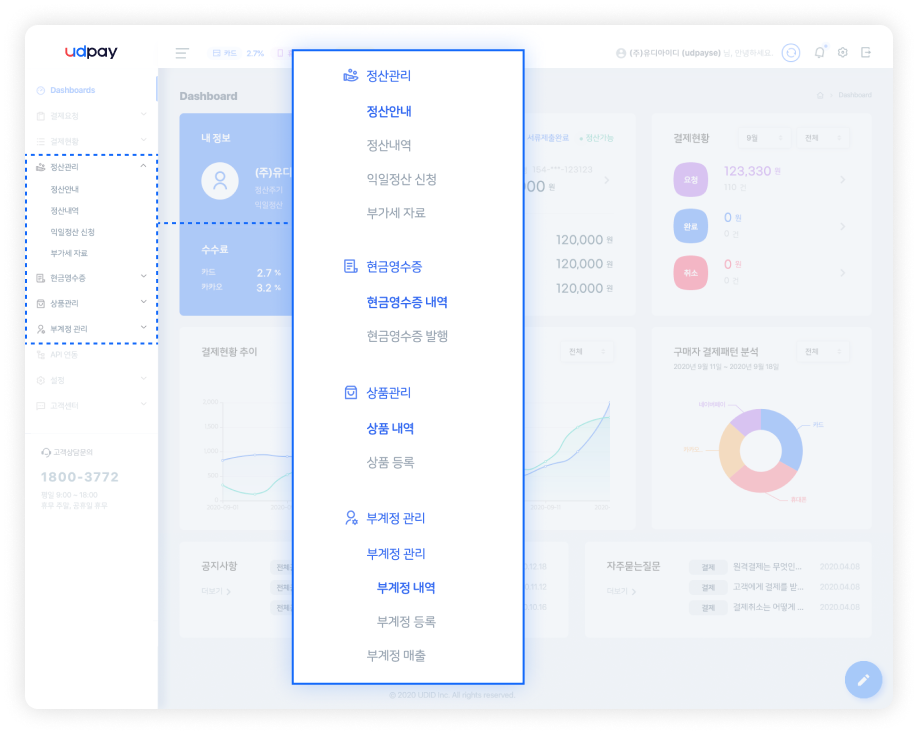 udpay
카드 2.7%
(주)유디아이디 (udpayse) 님, 안녕하세요.
Dashboards
결제요청
결제현황
정산관리
정산안내
정산내역
익일정산 신청
부가세 자료
현금영수증
상품관리
부계정 관리
API 연동
설정
고객센터
고객상담문의
1800-3772
평일 9:00 ~ 16:00
휴무 주말, 공휴일 휴무
Dashboard
Dashboard
내 정보
(주)유디
정산주기
익일정산
수수료
카드 2.7 %
카카오 3.2 %
정산관리
정산안내
정산내역
익일정산 신청
부가세 자료
현금영수증
현금영수증 내역
현금영수증 발행
상품관리
상품 내역
상품 등록
부계정 관리
부계정 관리
부계정 내역
부계정 등록
부계정 매출
서류제출완료 정산가능
00 원
120,000 원
120,000 원
120,000 원
결제현황 9월 전체
요청 123,330 원
110 건
완료 0 원
0 건
취소 0 원
0 건
결제현황 추이
전체
2,000
1,500
1,000
500
0
2020-09-01
구매자 결제패턴 분석 전체
2020년 9월 11일 ~ 2020년 9월 18일
네이버페이
카드
휴대폰
공지사항
더보기
전체
전체
전체
자주묻는질문
더보기
결제 원격결제는 무엇인... 2020.04.08
결제 고객에게 결제를 받... 2020.04.08
결제 결제취소는 어떻게 ... 2020.04.08
© 2020 UDID Inc. All rights reserved.